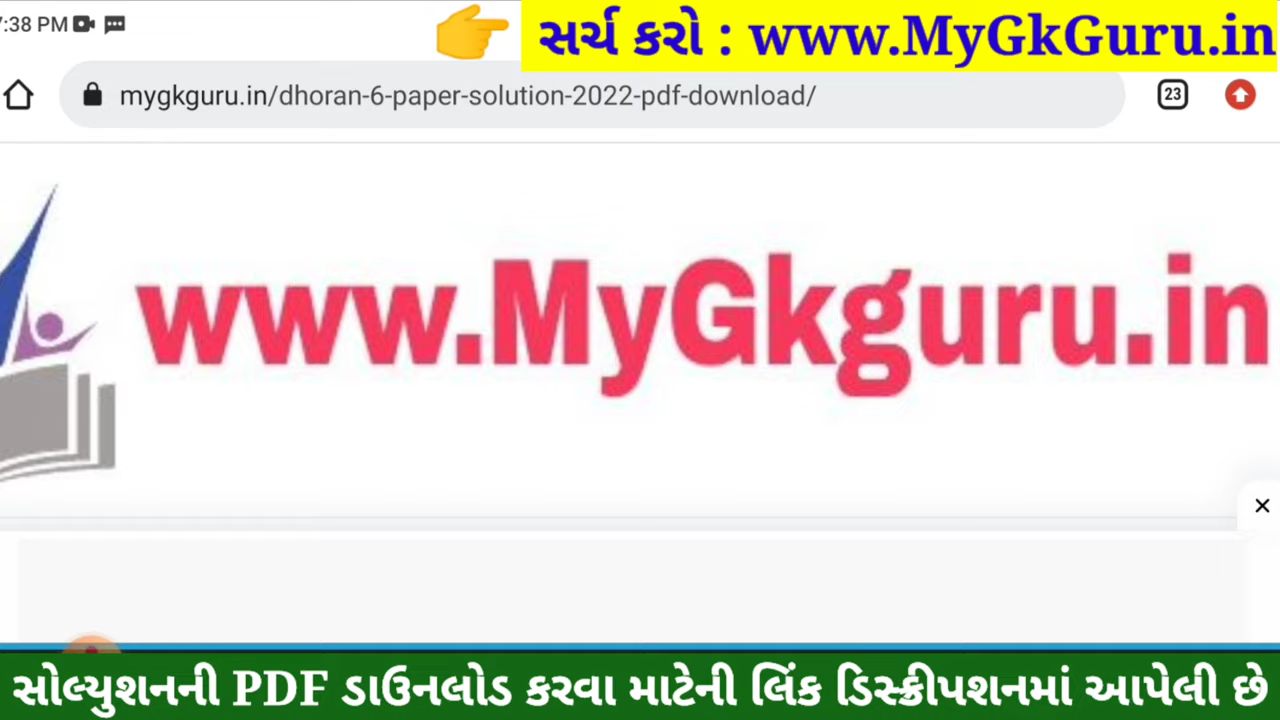 :38 PM
👉 સર્ચ કરો : www.MyGkGuru.in
mygkguru.in/dhoran-6-paper-solution-2022-pdf-download/
23
www.MyGkguru.in
સોલ્યુશનની PDF ડાઉનલોડ કરવા માટેની લિંક ડિસ્ક્રીપશનમાં આપેલી છે